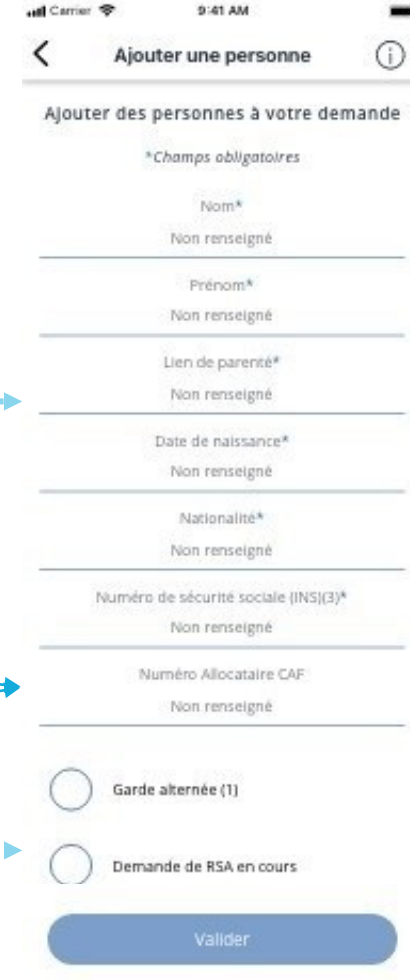 Carrier 9:41 AM
Ajouter une personne
Ajouter des personnes à votre demande
*Champs obligatoires
Nom*
Non renseigné
Prénom*
Non renseigné
Lien de parenté*
Non renseigné
Date de naissance*
Non renseigné
Nationalité*
Non renseigné
Numéro de sécurité sociale (INS)(3)*
Non renseigné
Numéro Allocataire CAF
Non renseigné
Garde alternée (1)
Demande de RSA en cours
Valider